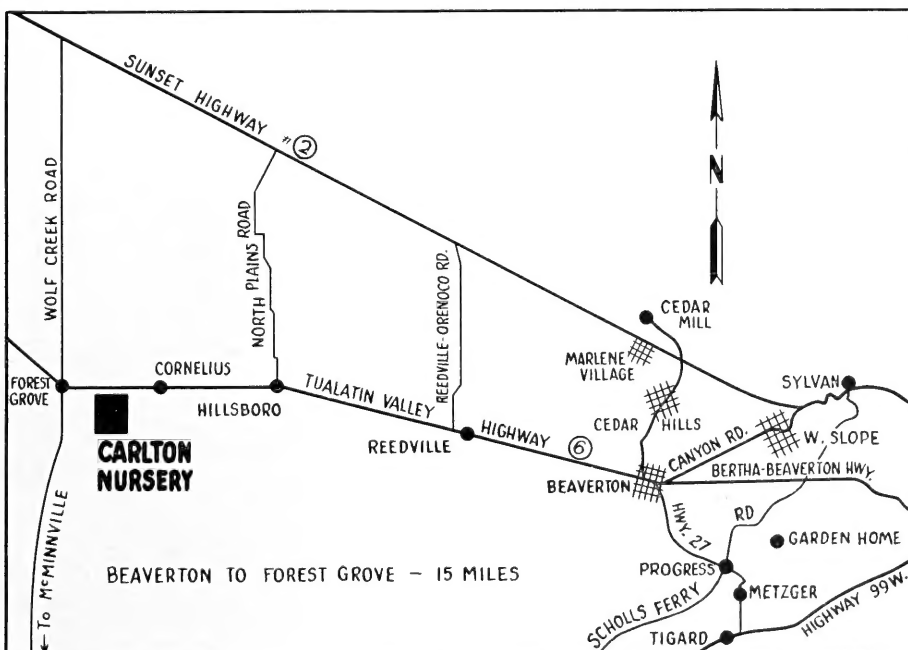 SUNSET HIGHWAY #2
WOLF CREEK ROAD
NORTH PLAINS ROAD
REEDVILLE-ORENOCO RD.
N
CEDAR
MILL
MARLENE
VILLAGE
SYLVAN
FOREST
GROVE
CORNELIUS
HILLSBORO
TUALATIN VALLEY
HIGHWAY 6
REEDVILLE
CEDAR HILLS
CANYON RD.
W. SLOPE
BEAVERTON
BERTHA-BEAVERTON HWY.
CARLTON
NURSERY
HWY. 27
RD
GARDEN HOME
PROGRESS
METZGER
SCHOLLS FERRY
TIGARD
HIGHWAY 99W.
BEAVERTON TO FOREST GROVE - 15 MILES
← TO McMINNVILLE